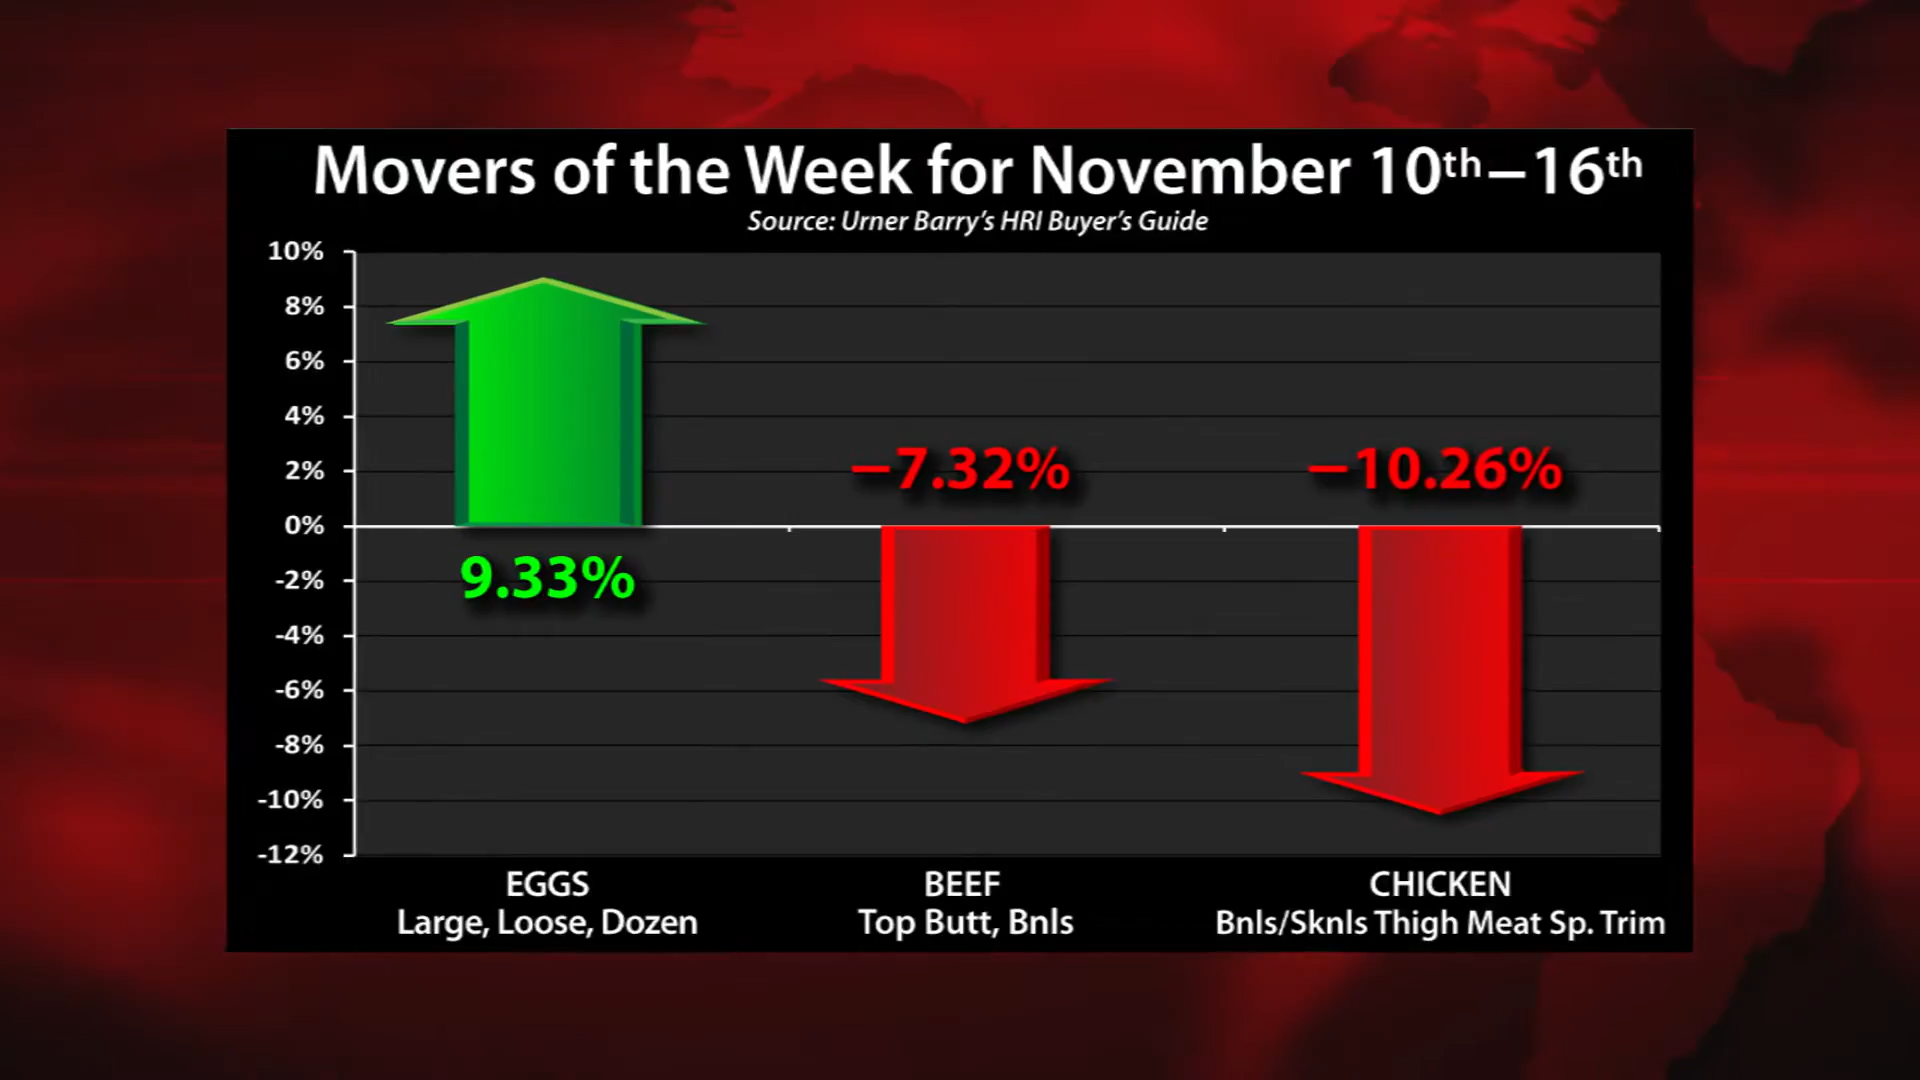 Movers of the Week for November 10th–16th
Source: Urner Barry's HRI Buyer's Guide
10%
8%
6%
4%
2%
0%
-2%
-4%
-6%
-8%
-10%
-12%
9.33%
–7.32%
–10.26%
EGGS
Large, Loose, Dozen
BEEF
Top Butt, Bnls
CHICKEN
Bnls/Sknls Thigh Meat Sp. Trim